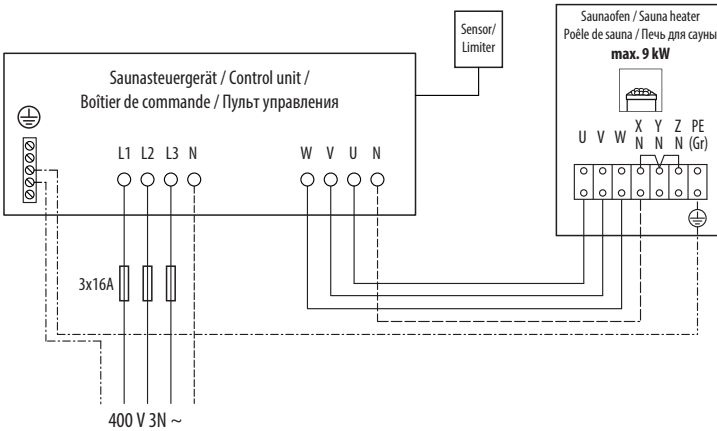 Sensor/
Limiter
Saunaofen / Sauna heater
Poêle de sauna / Печь для сауны
max. 9 kW
Saunasteuergerät / Control unit /
Boîtier de commande / Пульт управления
L1 L2 L3 N
W V U N
X Y Z PE
U V W N N N (Gr)
3x16A
400 V 3N ~